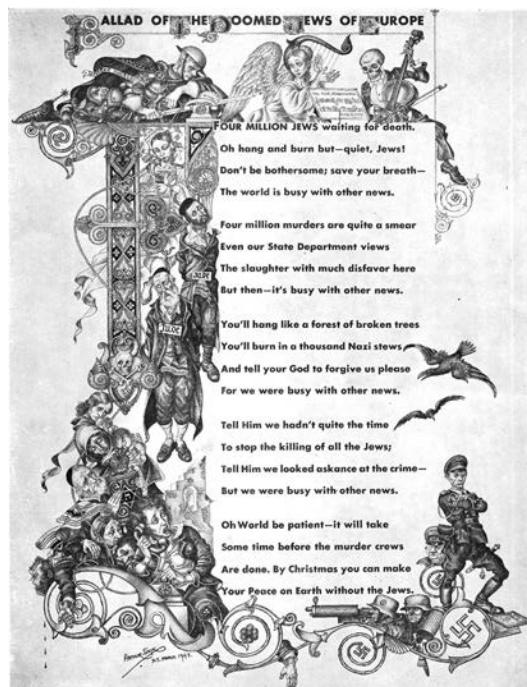 BALLAD OF THE DOOMED JEWS OF EUROPE
FOUR MILLION JEWS waiting for death.
Oh hang and burn but—quiet, Jews!
Don't be bothersome; save your breath—
The world is busy with other news.
Four million murders are quite a smear
Even our State Department views
The slaughter with much disfavor here
But then—it's busy with other news.
You'll hang like a forest of broken trees
You'll burn in a thousand Nazi stews
And tell your God to forgive us please
For we were busy with other news.
Tell Him we hadn't quite the time
To stop the killing of all the Jews;
Tell Him we looked askance at the crime—
But we were busy with other news.
Oh World be patient—it will take
Some time before the murder crews
Are done. By Christmas you can make
Your Peace on Earth without the Jews.
JUDE
JUDE
Arthur Szyk
N.Y. March 1943